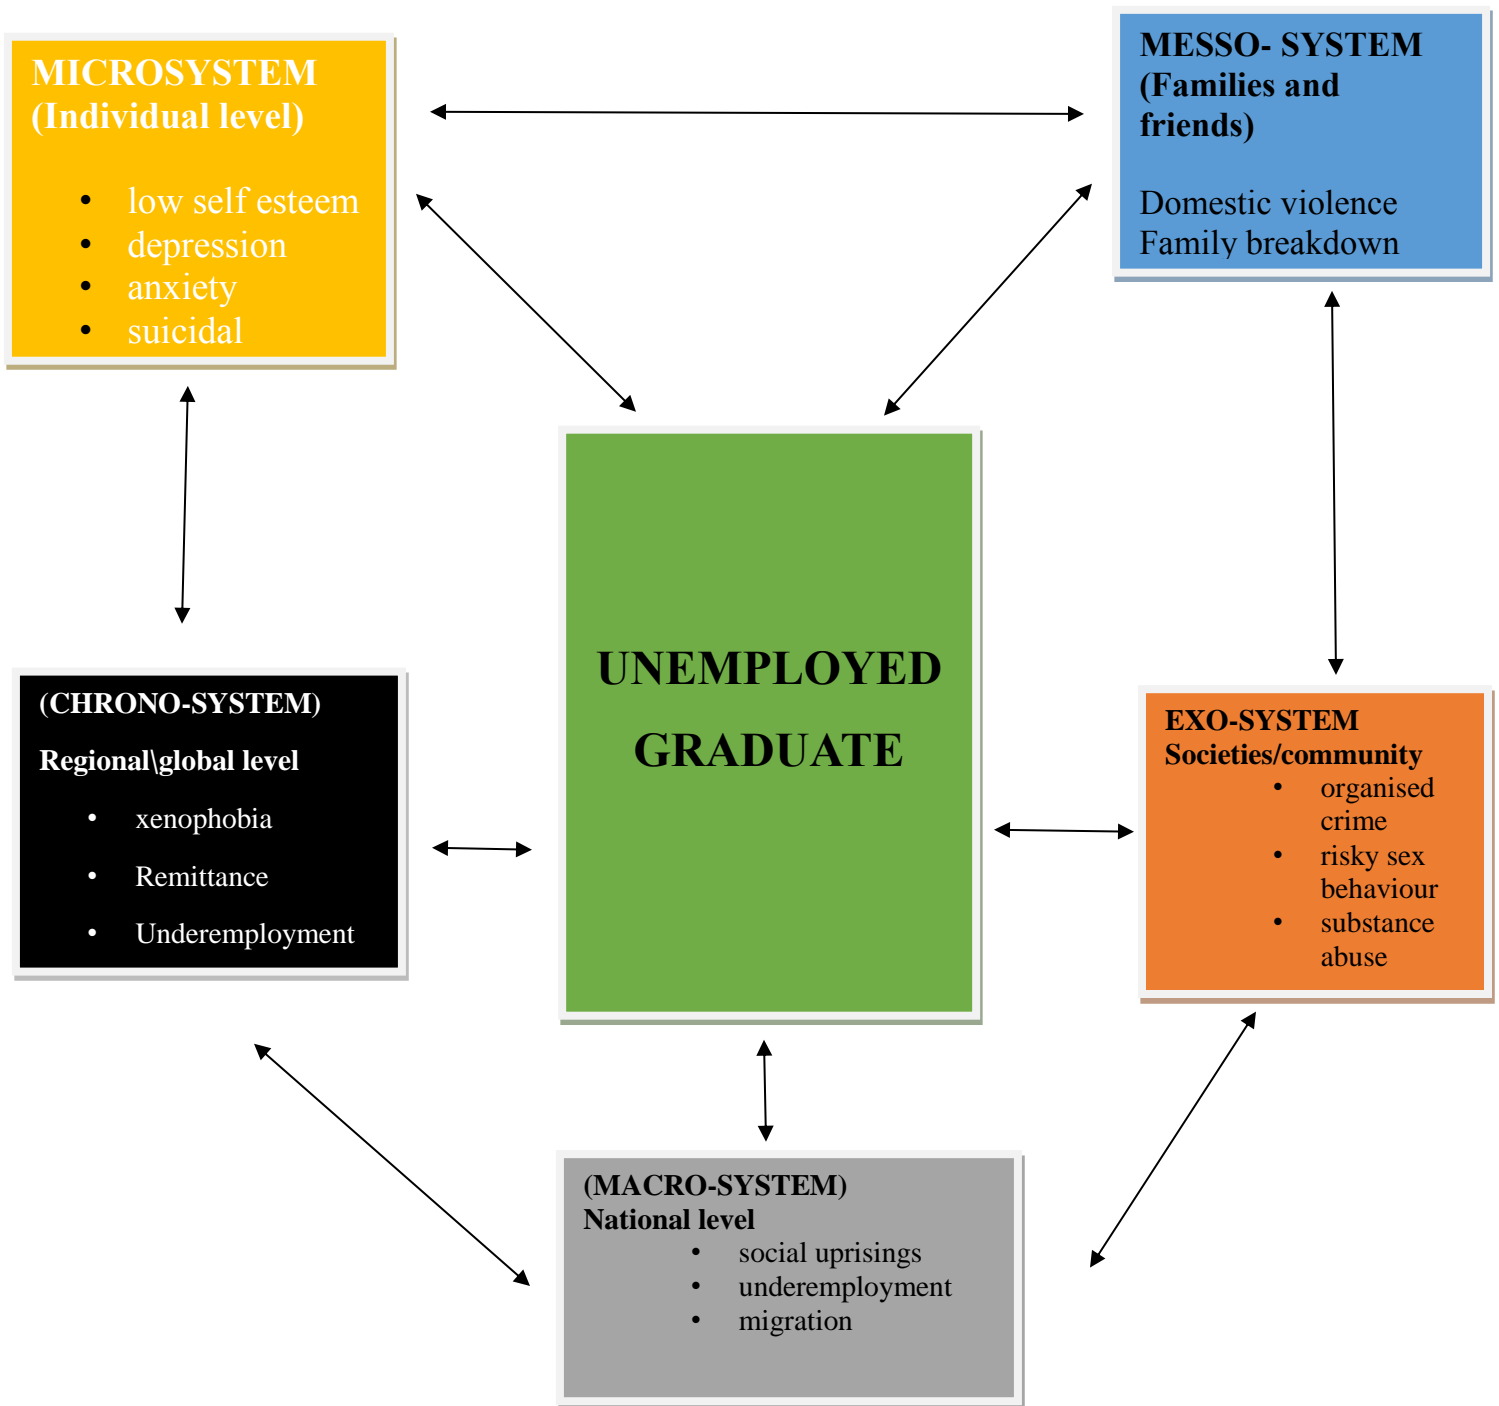 MICROSYSTEM
(Individual level)
• low self esteem
• depression
• anxiety
• suicidal
MESSO- SYSTEM
(Families and
friends)
Domestic violence
Family breakdown
UNEMPLOYED
GRADUATE
(CHRONO-SYSTEM)
Regional\global level
• xenophobia
• Remittance
• Underemployment
EXO-SYSTEM
Societies/community
• organised
crime
• risky sex
behaviour
• substance
abuse
(MACRO-SYSTEM)
National level
• social uprisings
• underemployment
• migration